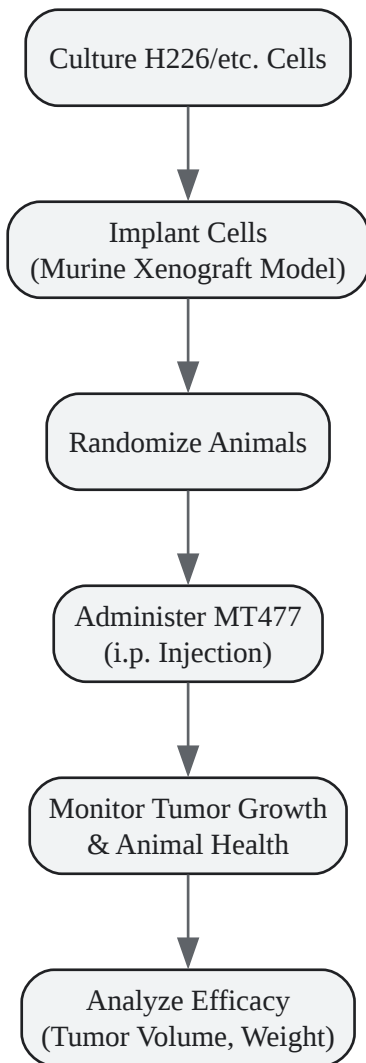 Culture H226/etc. Cells
Implant Cells
(Murine Xenograft Model)
Randomize Animals
Administer MT477
(i.p. Injection)
Monitor Tumor Growth
& Animal Health
Analyze Efficacy
(Tumor Volume, Weight)